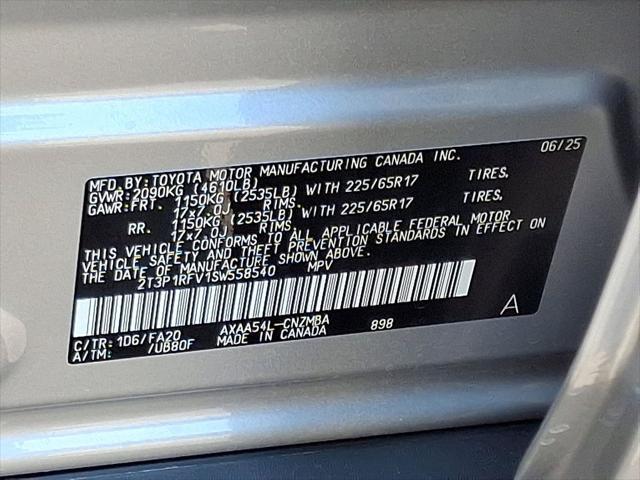 MFD.BY:TOYOTA MOTOR MANUFACTURING CANADA INC. 06/25
GVWR:2090KG (4610LB)
GAWR:FRT. 1150KG (2535LB) WITH 225/65R17 TIRES.
17x7.0J RIMS.
RR. 1150KG (2535LB) WITH 225/65R17 TIRES.
17x7.0J RIMS.
THIS VEHICLE CONFORMS TO ALL APPLICABLE FEDERAL MOTOR
VEHICLE SAFETY AND THEFT PREVENTION STANDARDS IN EFFECT ON
THE DATE OF MANUFACTURE SHOWN ABOVE.
2T3P1RFV1SW558540 MPV
C/TR:1D6/FA20 AXAA54L-CNZMBA 898 A
A/TM: /UB80F MADE IN CANADA